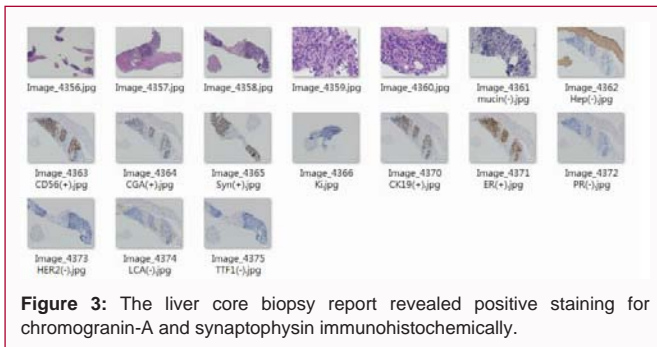 Image_4356.jpg Image_4357.jpg Image_4358.jpg Image_4359.jpg Image_4360.jpg Image_4361 mucin(-).jpg Image_4362 Hep(-).jpg
Image_4363 CD56(+).jpg Image_4364 CGA(+).jpg Image_4365 Syn(+).jpg Image_4366 Ki.jpg Image_4370 CK19(+).jpg Image_4371 ER(+).jpg Image_4372 PR(-).jpg
Image_4373 HER2(-).jpg Image_4374 LCA(-).jpg Image_4375 TTF1(-).jpg
Figure 3: The liver core biopsy report revealed positive staining for
chromogranin-A and synaptophysin immunohistochemically.